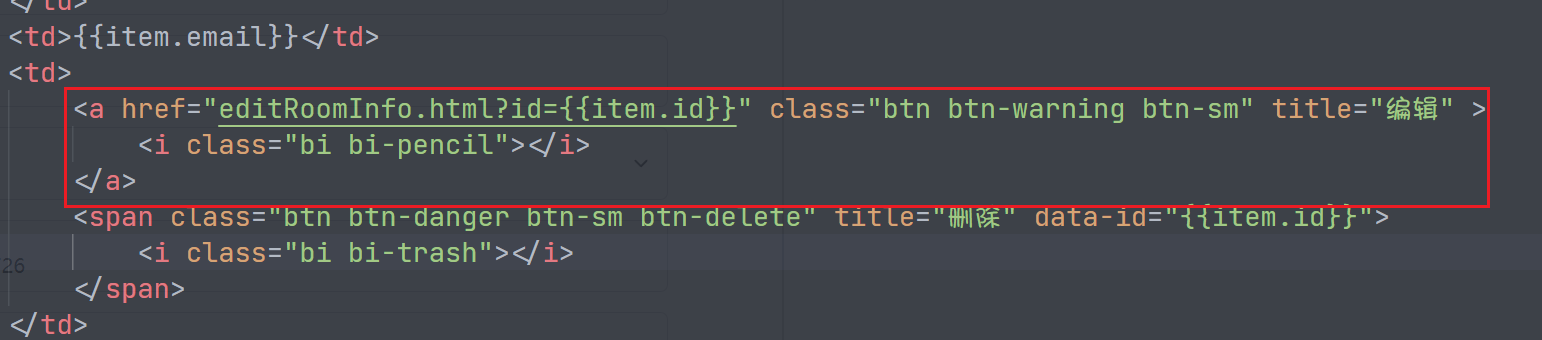 </td>
<td>{{item.email}}</td>
<td>
<a href="editRoomInfo.html?id={{item.id}}" class="btn btn-warning btn-sm" title="编辑" >
<i class="bi bi-pencil"></i>
</a>
<span class="btn btn-danger btn-sm btn-delete" title="删除" data-id="{{item.id}}">
<i class="bi bi-trash"></i>
26
</span>
</td>